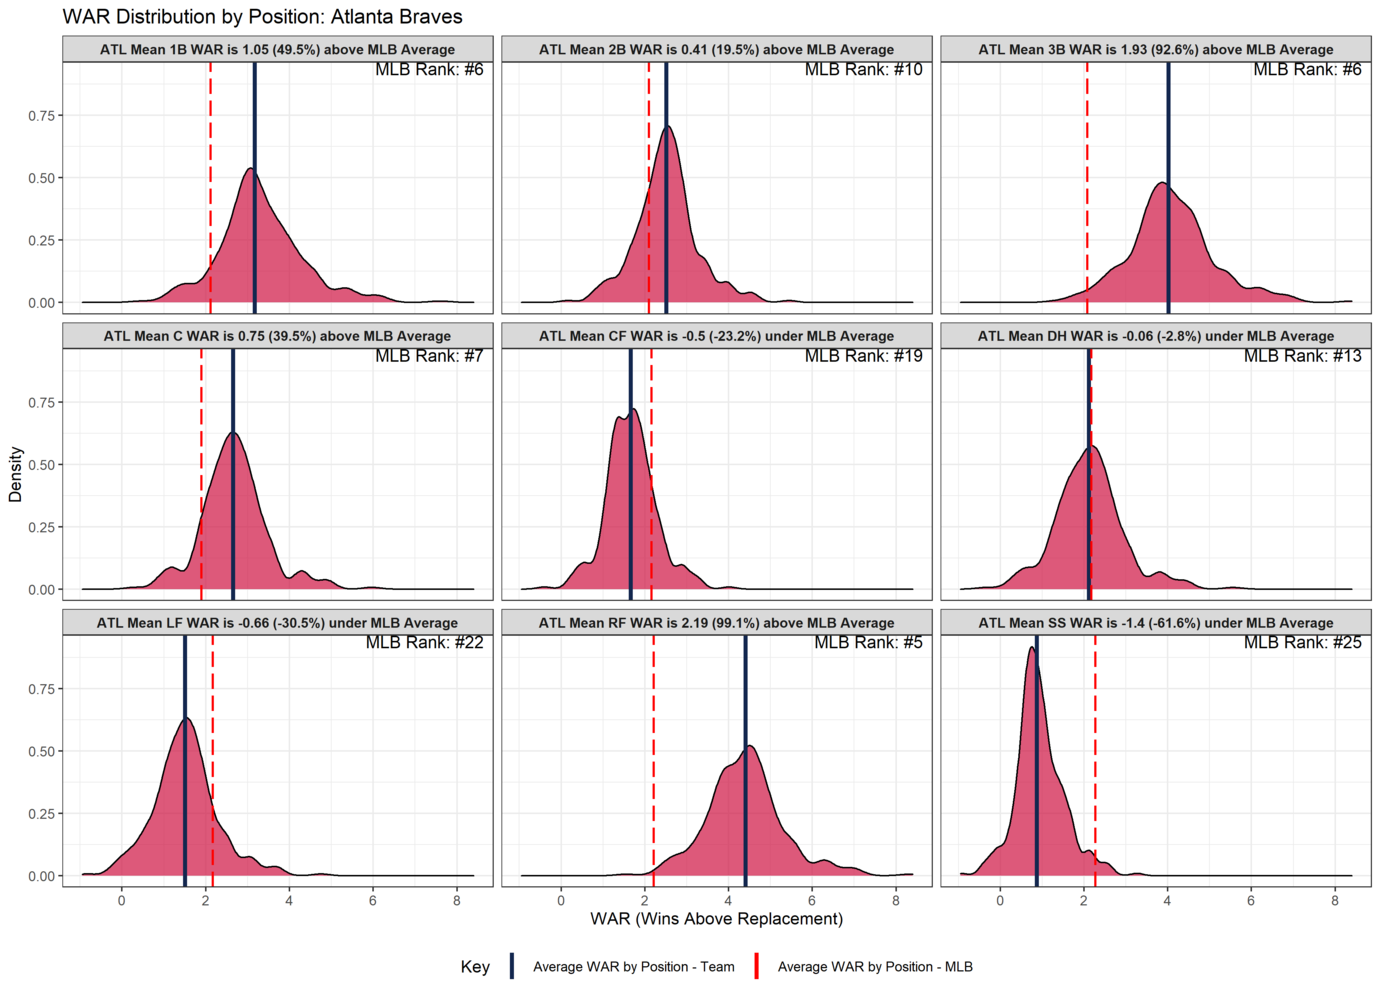 WAR Distribution by Position: Atlanta Braves
ATL Mean 1B WAR is 1.05 (49.5%) above MLB Average
ATL Mean 2B WAR is 0.41 (19.5%) above MLB Average
ATL Mean 3B WAR is 1.93 (92.6%) above MLB Average
MLB Rank: #6
MLB Rank: #10
MLB Rank: #6
0.75
0.50
0.25
0.00
ATL Mean C WAR is 0.75 (39.5%) above MLB Average
ATL Mean CF WAR is -0.5 (-23.2%) under MLB Average
ATL Mean DH WAR is -0.06 (-2.8%) under MLB Average
MLB Rank: #7
MLB Rank: #19
MLB Rank: #13
0.75
0.50
0.25
0.00
Density
ATL Mean LF WAR is -0.66 (-30.5%) under MLB Average
ATL Mean RF WAR is 2.19 (99.1%) above MLB Average
ATL Mean SS WAR is -1.4 (-61.6%) under MLB Average
MLB Rank: #22
MLB Rank: #5
MLB Rank: #25
0.75
0.50
0.25
0.00
0 2 4 6 8
0 2 4 6 8
0 2 4 6 8
WAR (Wins Above Replacement)
Key
Average WAR by Position - Team
Average WAR by Position - MLB